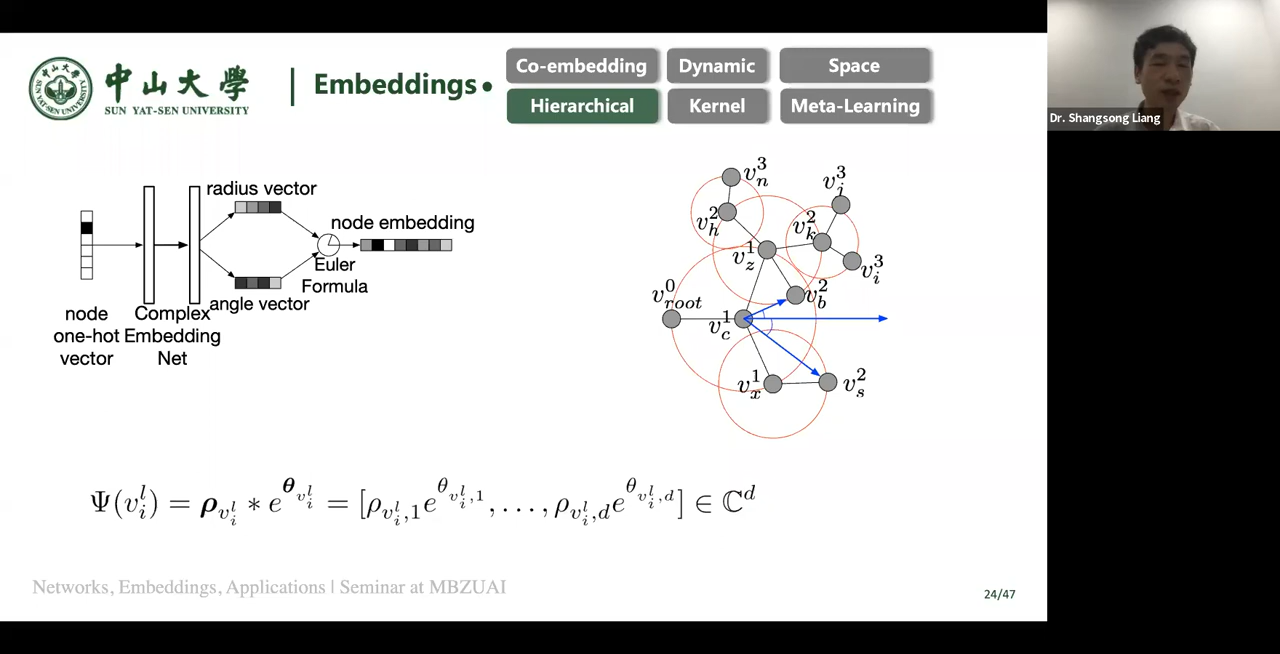 中山大學
SUN YAT-SEN UNIVERSITY
Embeddings
Co-embedding
Dynamic
Space
Hierarchical
Kernel
Meta-Learning
Dr. Shangsong Liang
radius vector
node embedding
Euler
Formula
angle vector
node
one-hot
vector
Complex
Embedding
Net
v_n^3
v_h^2
v_j^3
v_k^2
v_z^1
v_i^3
v_root^0
v_b^2
v_c^1
v_x^1
v_s^2
Ψ(v_i^l) = ρ_{v_i^l} * e^{θ_{v_i^l}} = [ρ_{v_i^l,1}e^{θ_{v_i^l,1}}, . . . , ρ_{v_i^l,d}e^{θ_{v_i^l,d}}] ∈ ℂ^d
Networks, Embeddings, Applications | Seminar at MBZUAI
24/47